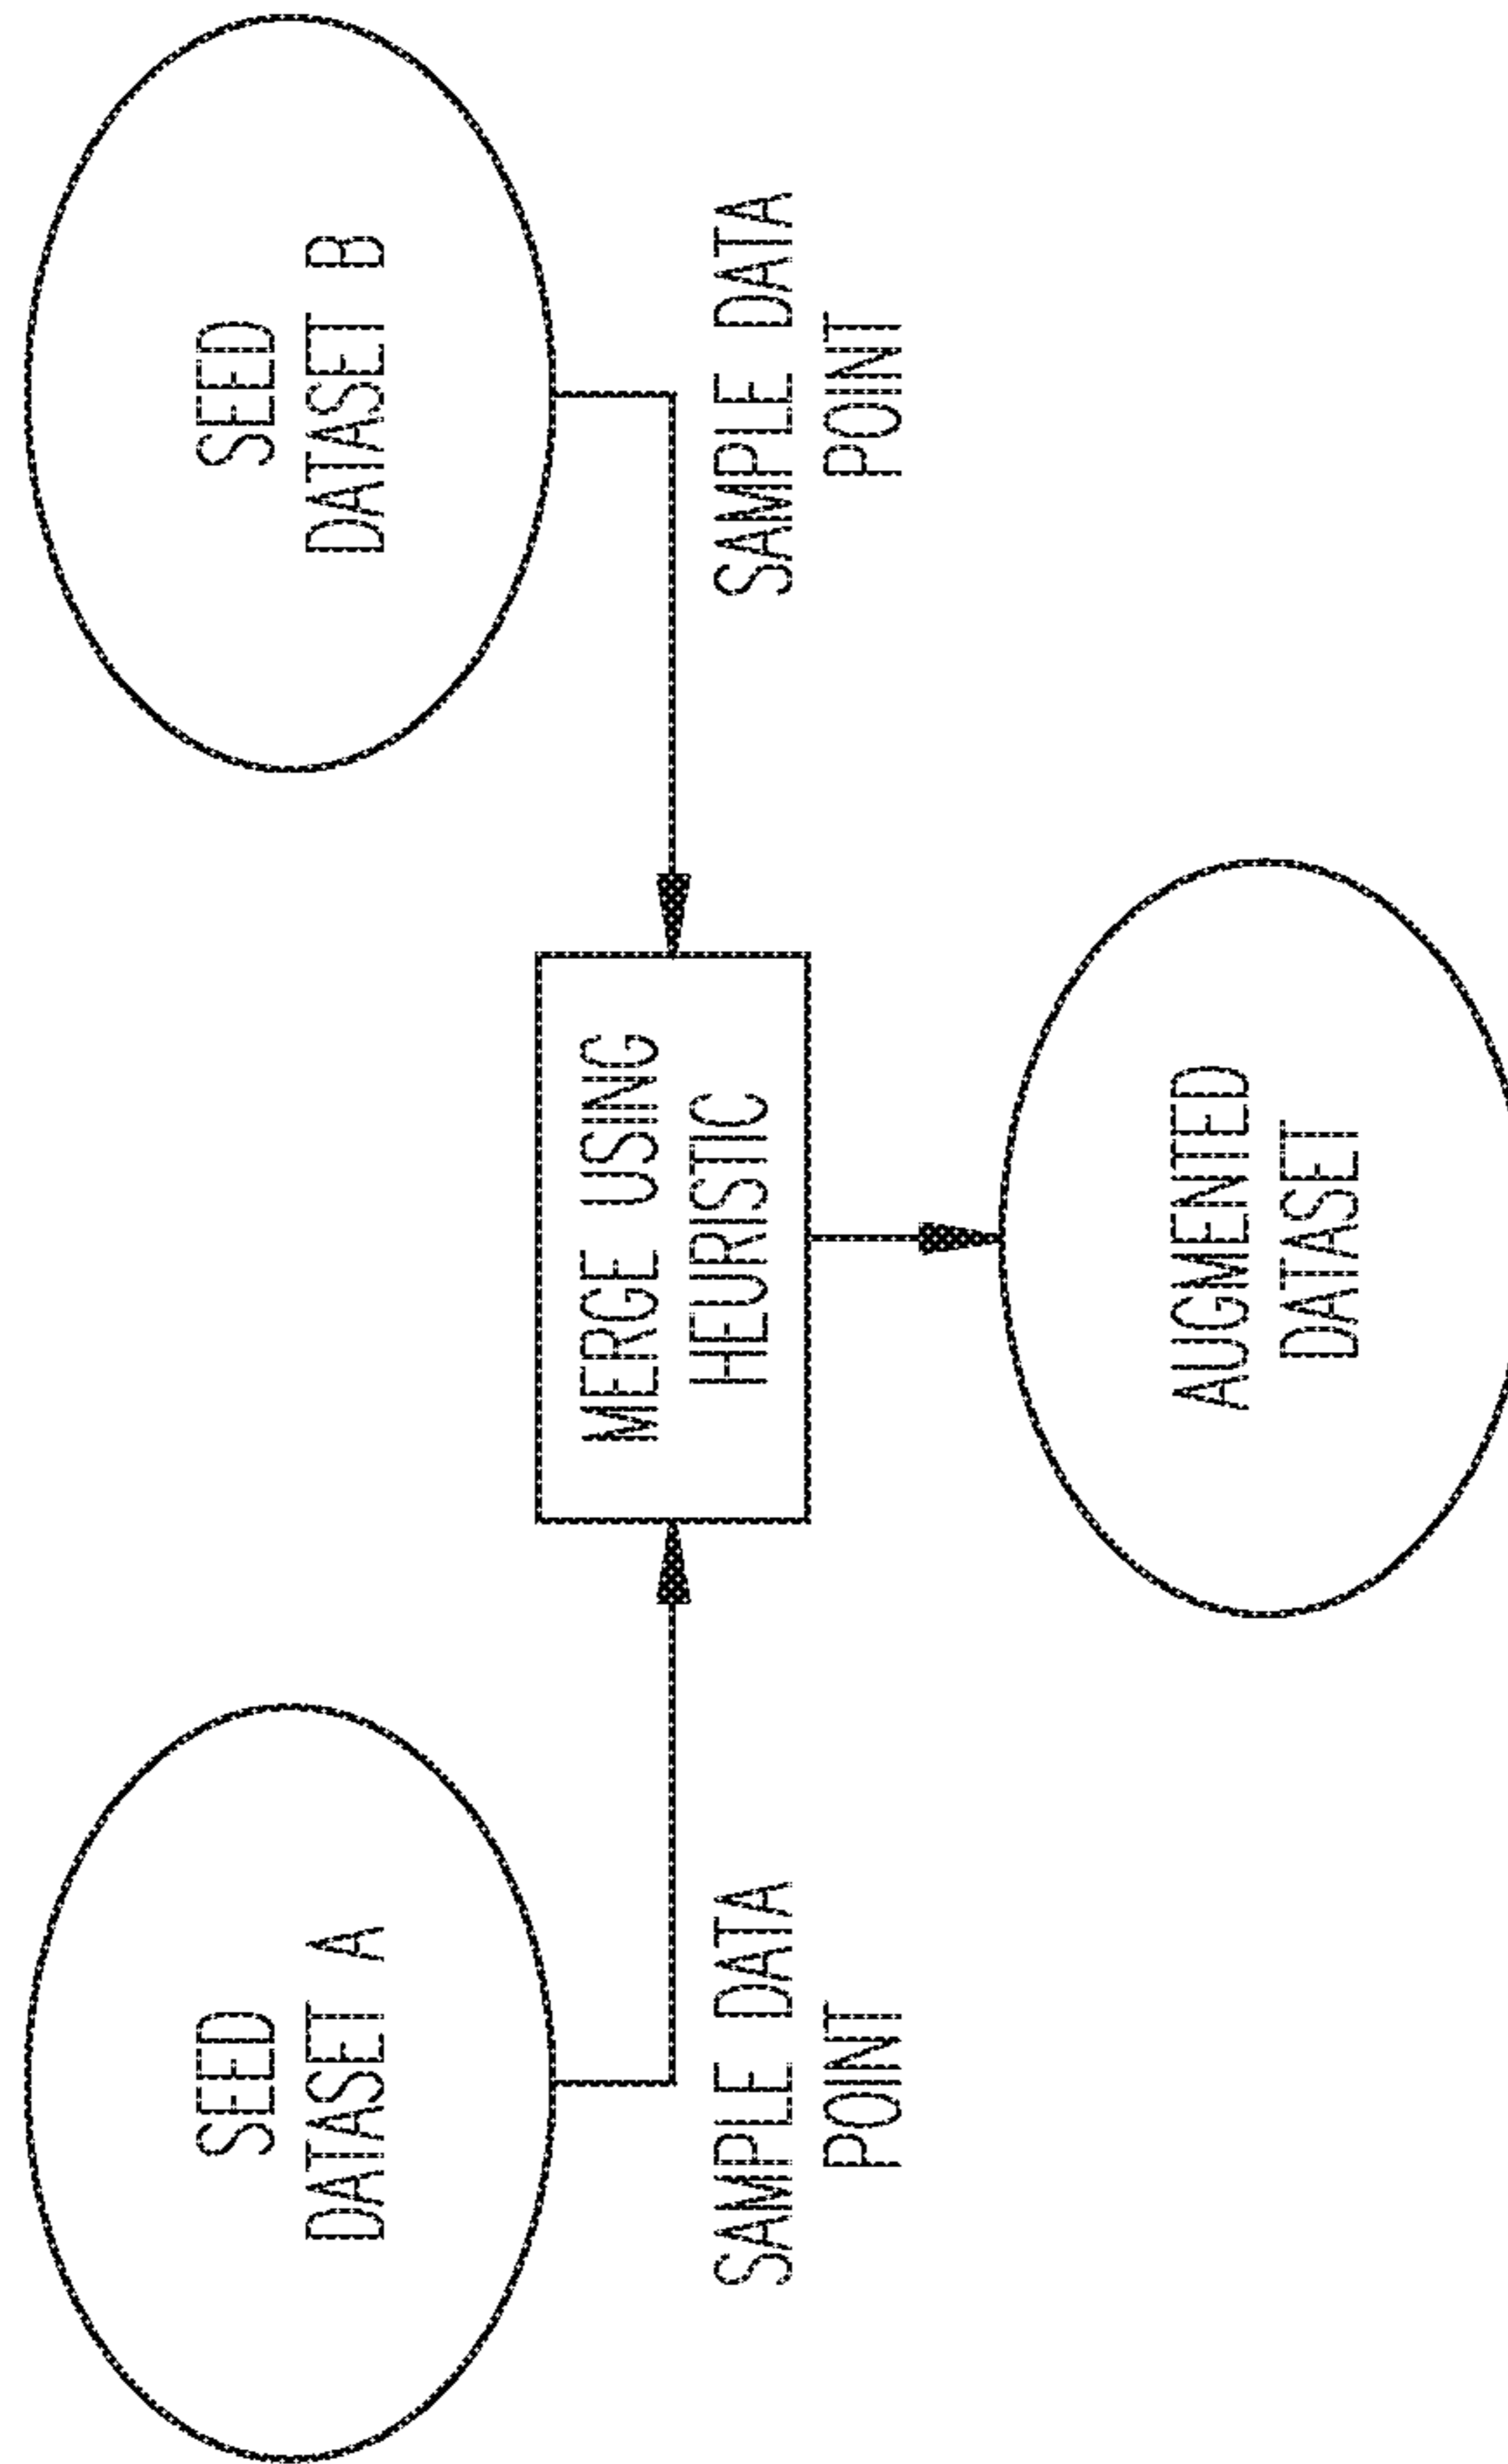 SEED
DATASET A
SEED
DATASET B
SAMPLE DATA
POINT
MERGE USING
HEURISTIC
SAMPLE DATA
POINT
AUGMENTED
DATASET